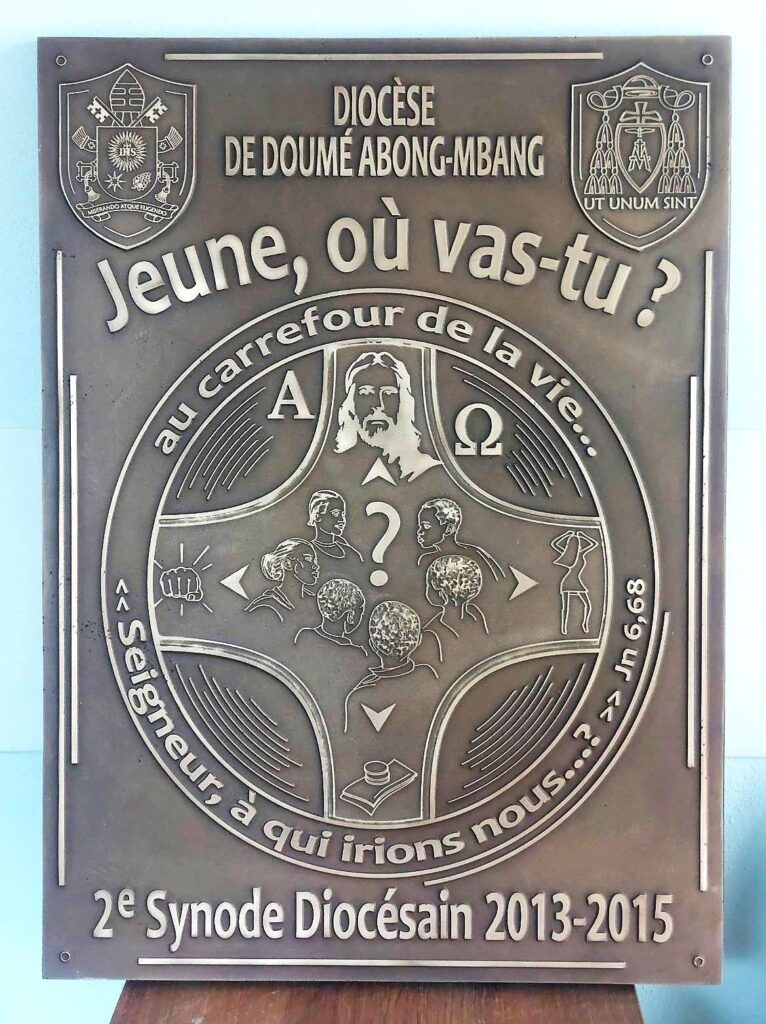 DIOCÈSE
DE DOUMÉ ABONG-MBANG
IHS
MISERANDO ATQUE ELIGENDO
UT UNUM SINT
Jeune, où vas-tu ?
au carrefour de la vie...
Α
Ω
?
<< Seigneur, à qui irions nous...? >> Jn 6,68
2e Synode Diocésain 2013-2015